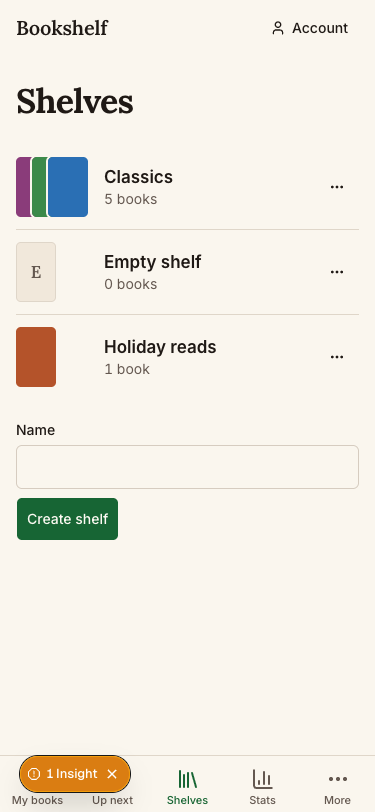 Bookshelf
Account
Shelves
Classics
5 books
E
Empty shelf
0 books
Holiday reads
1 book
Name
Create shelf
1 Insight
My books
Up next
Shelves
Stats
More